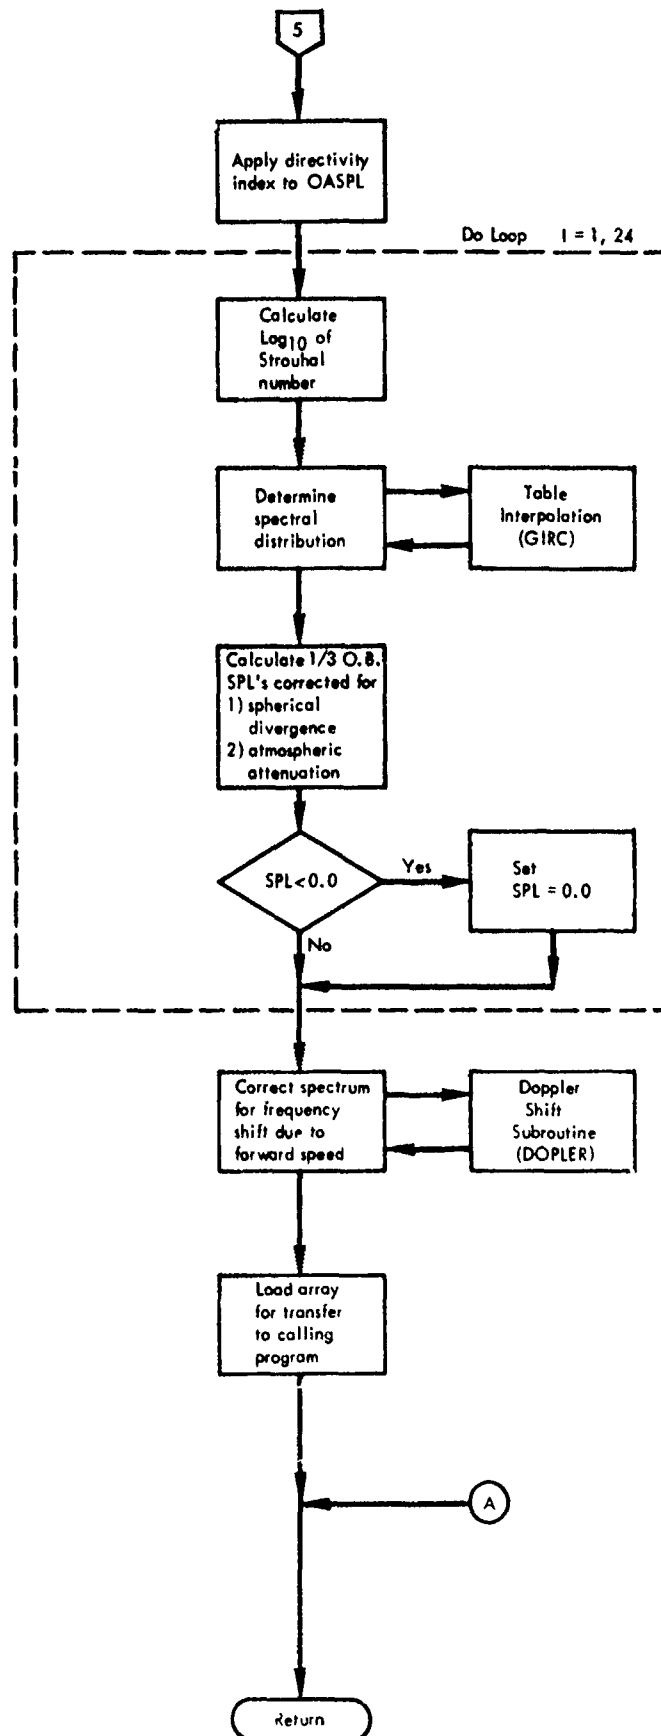 5
Apply directivity
index to OASPL
Do Loop I = 1, 24
Calculate
Log10 of
Strouhal
number
Determine
spectral
distribution
Table
Interpolation
(GIRC)
Calculate 1/3 O.B.
SPL's corrected for
1) spherical
divergence
2) atmospheric
attenuation
SPL<0.0
Yes
Set
SPL = 0.0
No
Correct spectrum
for frequency
shift due to
forward speed
Doppler
Shift
Subroutine
(DOPLER)
Load array
for transfer
to calling
program
A
Return